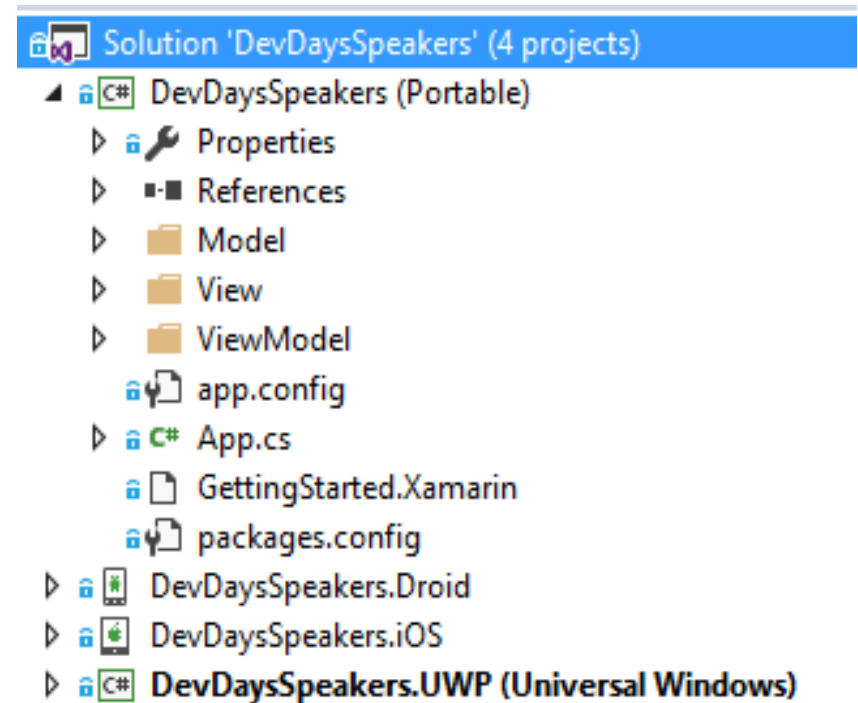 Solution 'DevDaysSpeakers' (4 projects)
C# DevDaysSpeakers (Portable)
Properties
References
Model
View
ViewModel
app.config
C# App.cs
GettingStarted.Xamarin
packages.config
DevDaysSpeakers.Droid
DevDaysSpeakers.iOS
C# DevDaysSpeakers.UWP (Universal Windows)